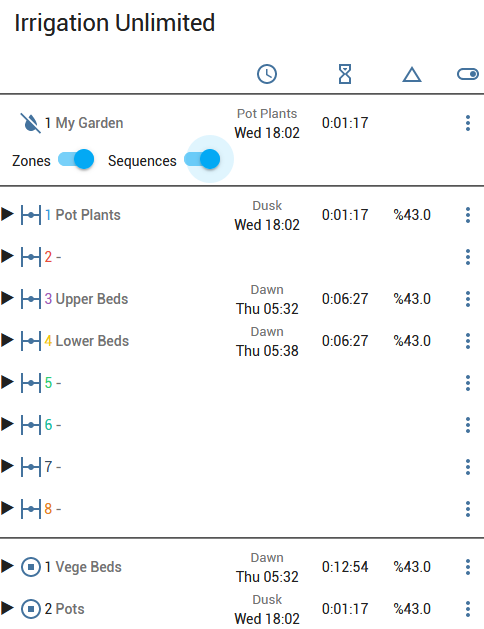 Irrigation Unlimited
Pot Plants
1 My Garden 0:01:17
Wed 18:02
Zones Sequences
Dusk
1 Pot Plants 0:01:17 %43.0
Wed 18:02
2 -
Dawn
3 Upper Beds 0:06:27 %43.0
Thu 05:32
Dawn
4 Lower Beds 0:06:27 %43.0
Thu 05:38
5 -
6 -
7 -
8 -
Dawn
1 Vege Beds 0:12:54 %43.0
Thu 05:32
Dusk
2 Pots 0:01:17 %43.0
Wed 18:02